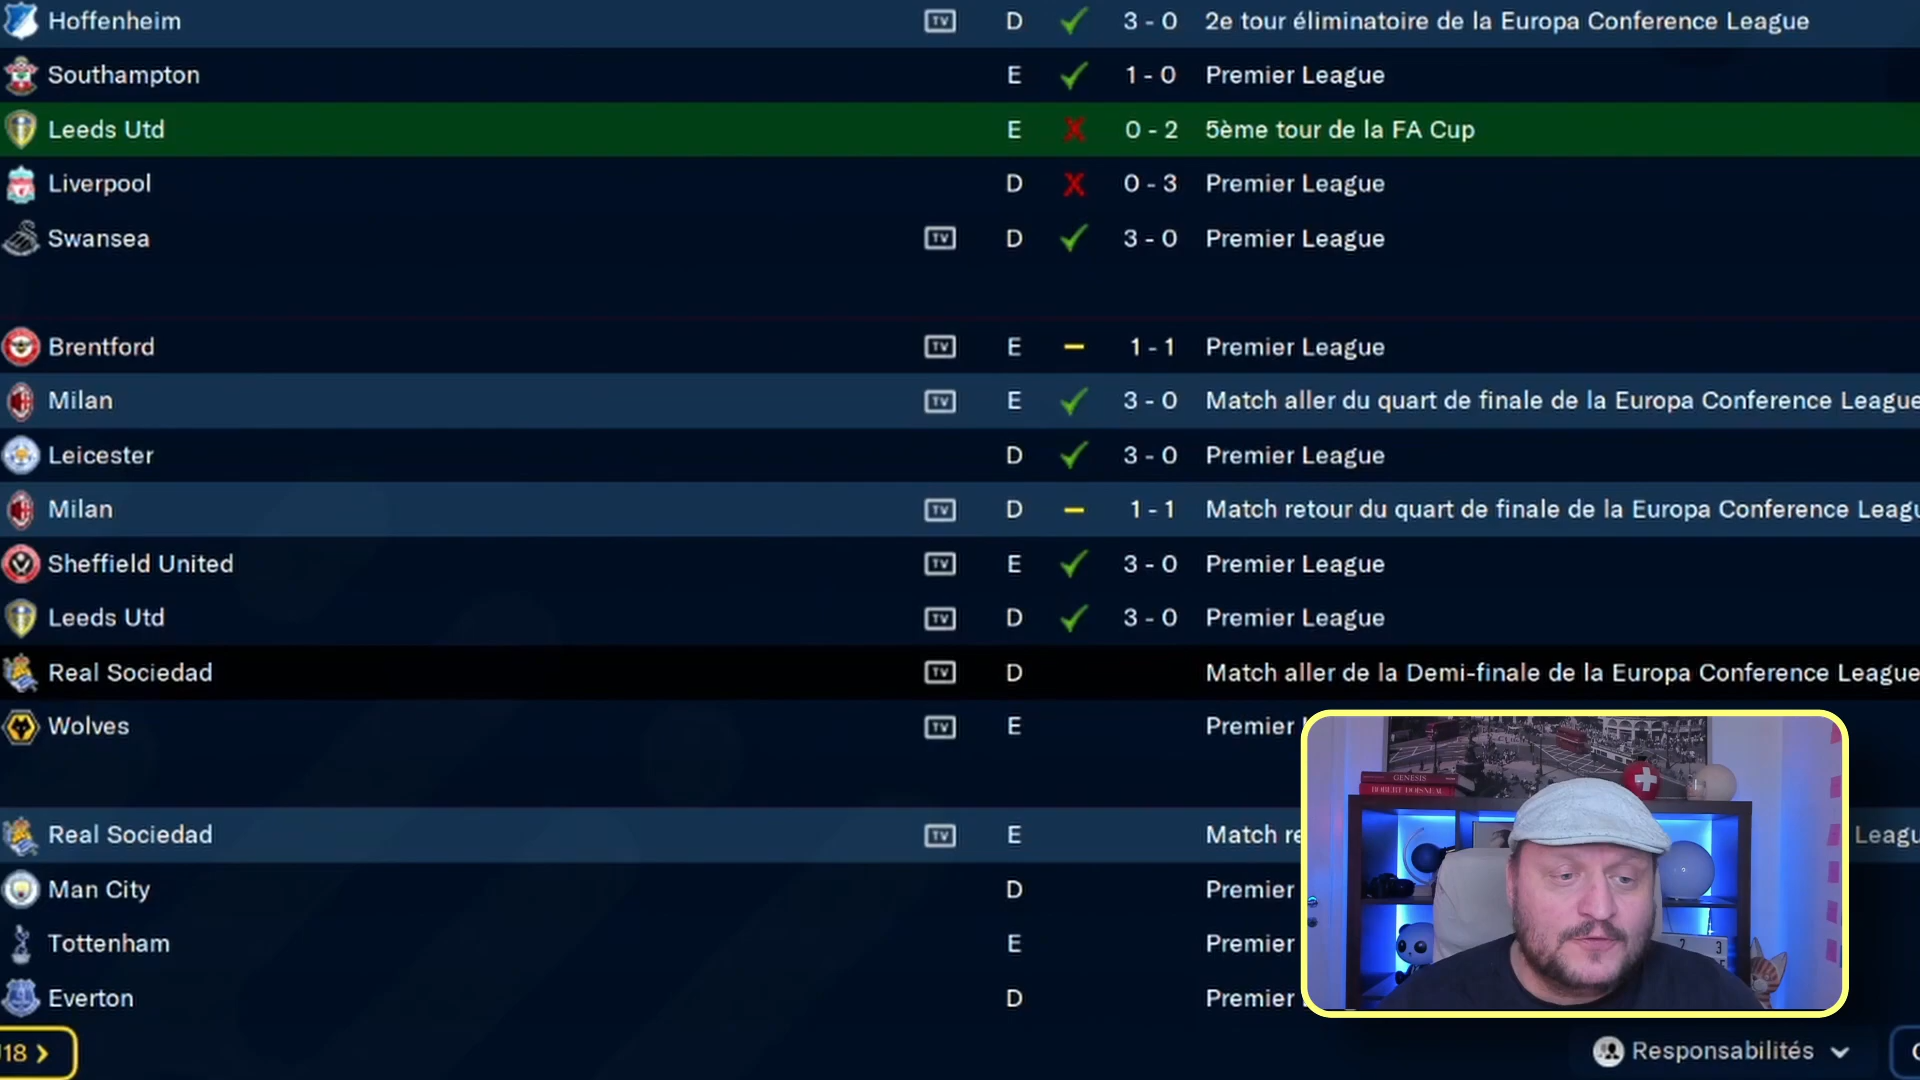 Hoffenheim TV D 3 - 0 2e tour éliminatoire de la Europa Conference League
Southampton E 1 - 0 Premier League
Leeds Utd E X 0 - 2 5ème tour de la FA Cup
Liverpool D X 0 - 3 Premier League
Swansea TV D 3 - 0 Premier League
Brentford TV E 1 - 1 Premier League
Milan TV E 3 - 0 Match aller du quart de finale de la Europa Conference League
Leicester D 3 - 0 Premier League
Milan TV D 1 - 1 Match retour du quart de finale de la Europa Conference Leagu
Sheffield United TV E 3 - 0 Premier League
Leeds Utd TV D 3 - 0 Premier League
Real Sociedad TV D Match aller de la Demi-finale de la Europa Conference League
Wolves TV E Premier
GENESIS
ROBERT DOISNEAU
Real Sociedad TV E Match re Leagu
Man City D Premier
Tottenham E Premier
2 3
Everton D Premier
18 >
Responsabilités